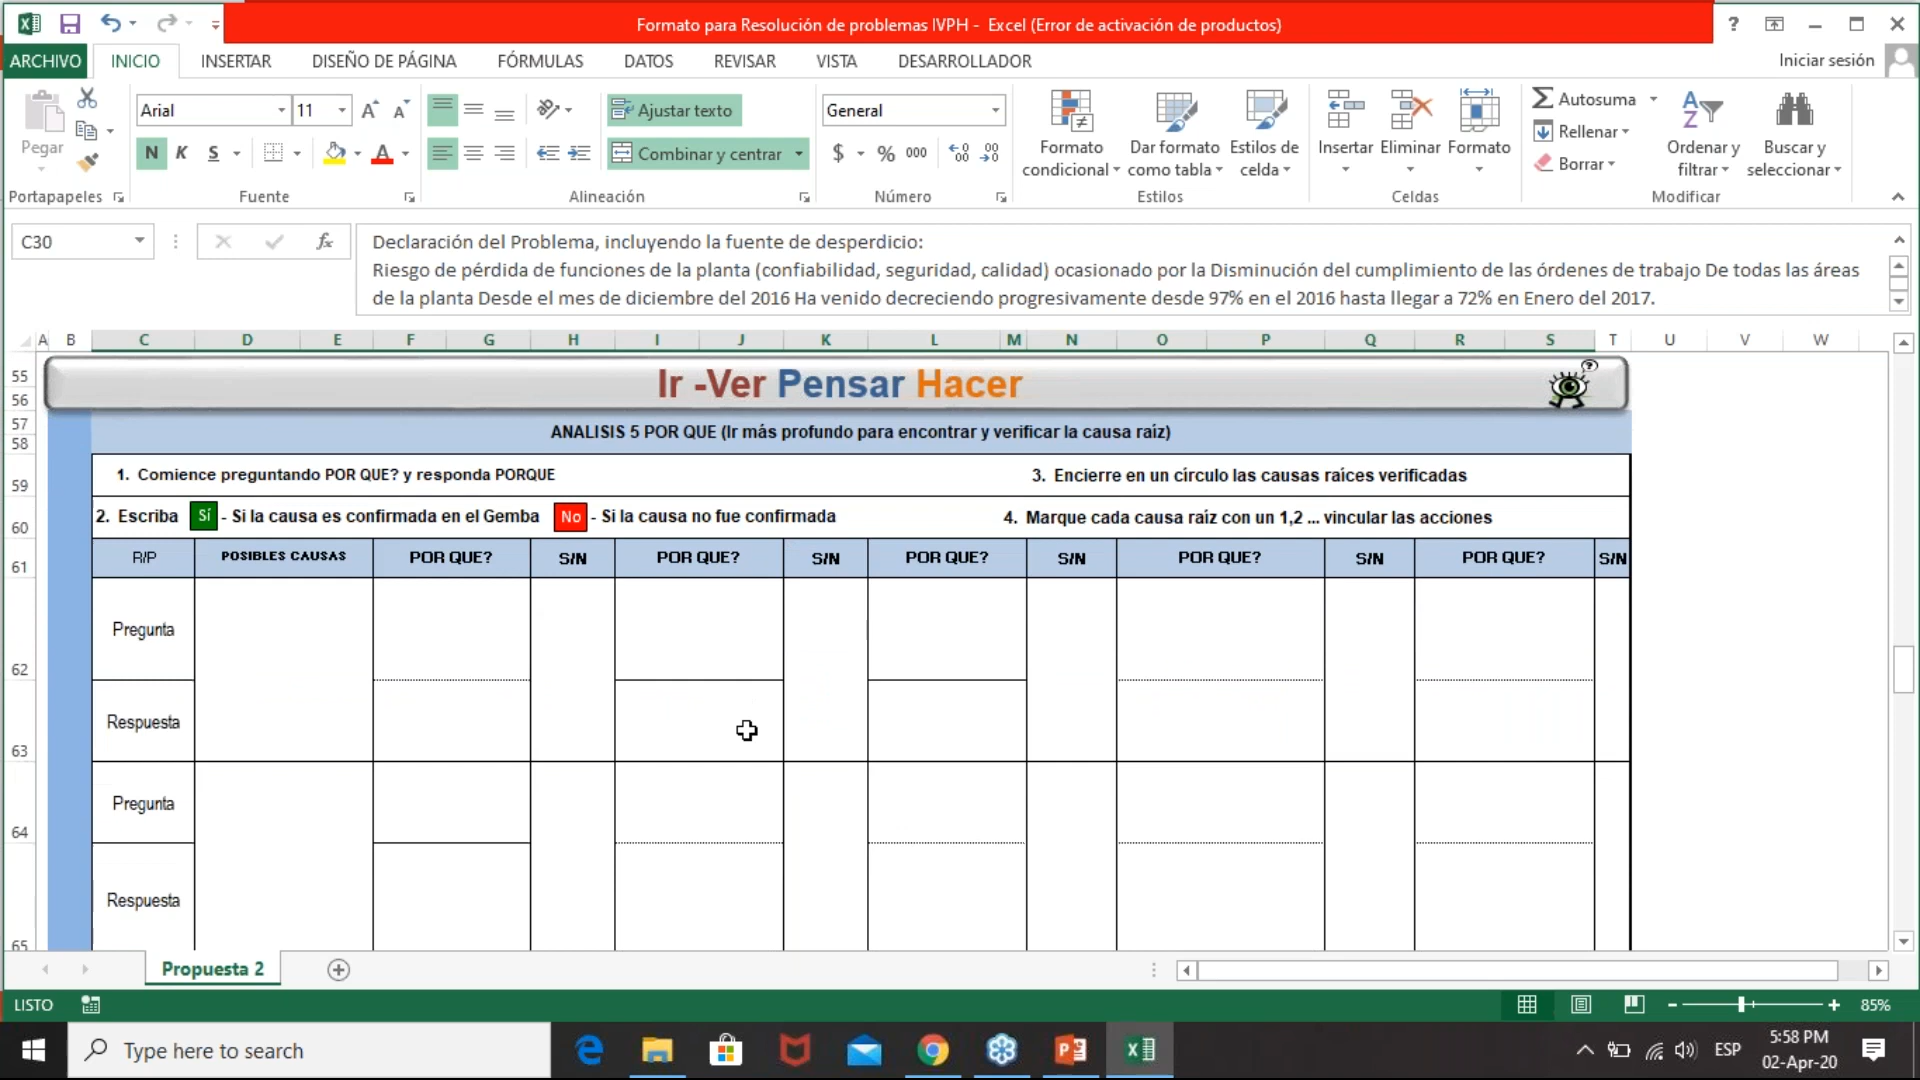 Formato para Resolución de problemas IVPH - Excel (Error de activación de productos)
ARCHIVO INICIO INSERTAR DISEÑO DE PÁGINA FÓRMULAS DATOS REVISAR VISTA DESARROLLADOR Iniciar sesión
Pegar
Portapapeles
Arial 11
N K S
Fuente
Ajustar texto
Combinar y centrar
Alineación
General
$ % 000
Número
Formato condicional
Dar formato como tabla
Estilos de celda
Estilos
Insertar Eliminar Formato
Celdas
Autosuma
Rellenar
Borrar
Ordenar y filtrar
Buscar y seleccionar
Modificar
C30
Declaración del Problema, incluyendo la fuente de desperdicio:
Riesgo de pérdida de funciones de la planta (confiabilidad, seguridad, calidad) ocasionado por la Disminución del cumplimiento de las órdenes de trabajo De todas las áreas
de la planta Desde el mes de diciembre del 2016 Ha venido decreciendo progresivamente desde 97% en el 2016 hasta llegar a 72% en Enero del 2017.
A B C D E F G H I J K L M N O P Q R S T U V W
55
Ir -Ver Pensar Hacer
56
57
ANALISIS 5 POR QUE (Ir más profundo para encontrar y verificar la causa raíz)
58
1. Comience preguntando POR QUE? y responda PORQUE 3. Encierre en un círculo las causas raíces verificadas
59
2. Escriba Sí - Si la causa es confirmada en el Gemba No - Si la causa no fue confirmada 4. Marque cada causa raíz con un 1,2 ... vincular las acciones
60
R/P POSIBLES CAUSAS POR QUE? S/N POR QUE? S/N POR QUE? S/N POR QUE? S/N POR QUE? S/N
61
Pregunta
62
Respuesta
63
Pregunta
64
Respuesta
65
Propuesta 2
LISTO 85%
Type here to search
ESP
5:58 PM
02-Apr-20